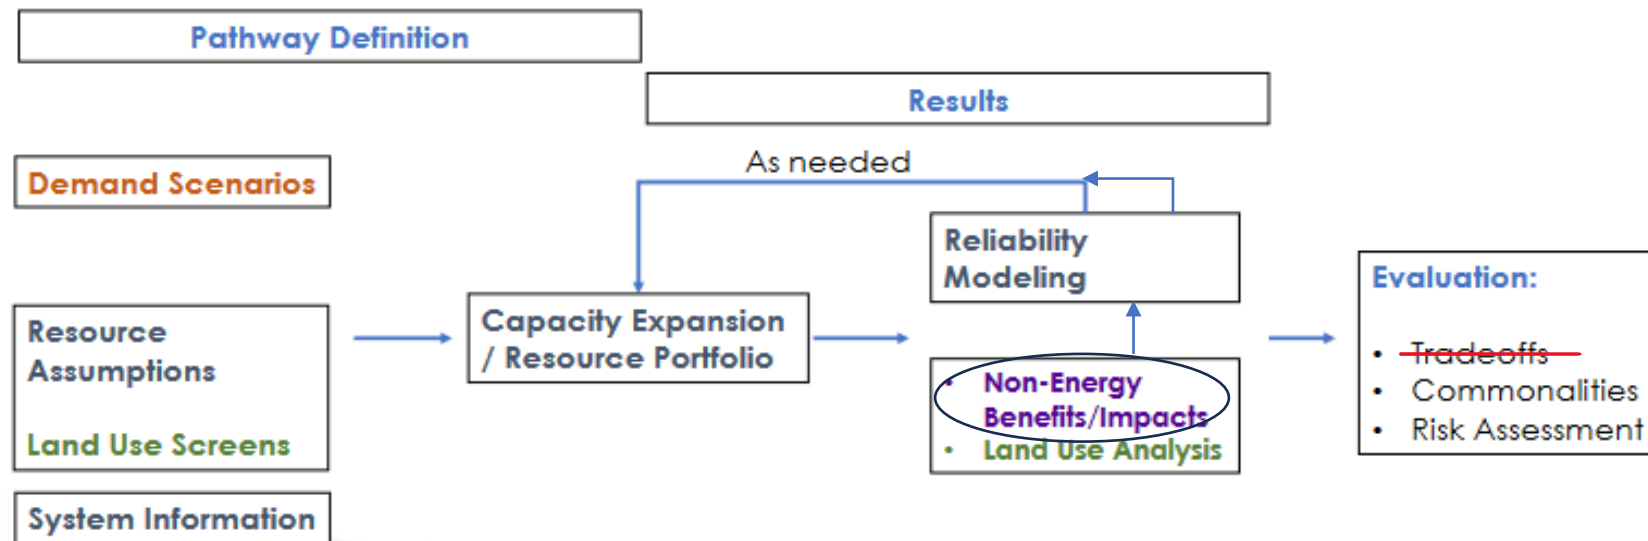 Pathway Definition
Results
As needed
Demand Scenarios
Reliability
Modeling
Evaluation:
Resource
Assumptions
Capacity Expansion
/ Resource Portfolio
• Tradeoffs
• Commonalities
• Risk Assessment
• Non-Energy
Benefits/Impacts
• Land Use Analysis
Land Use Screens
System Information